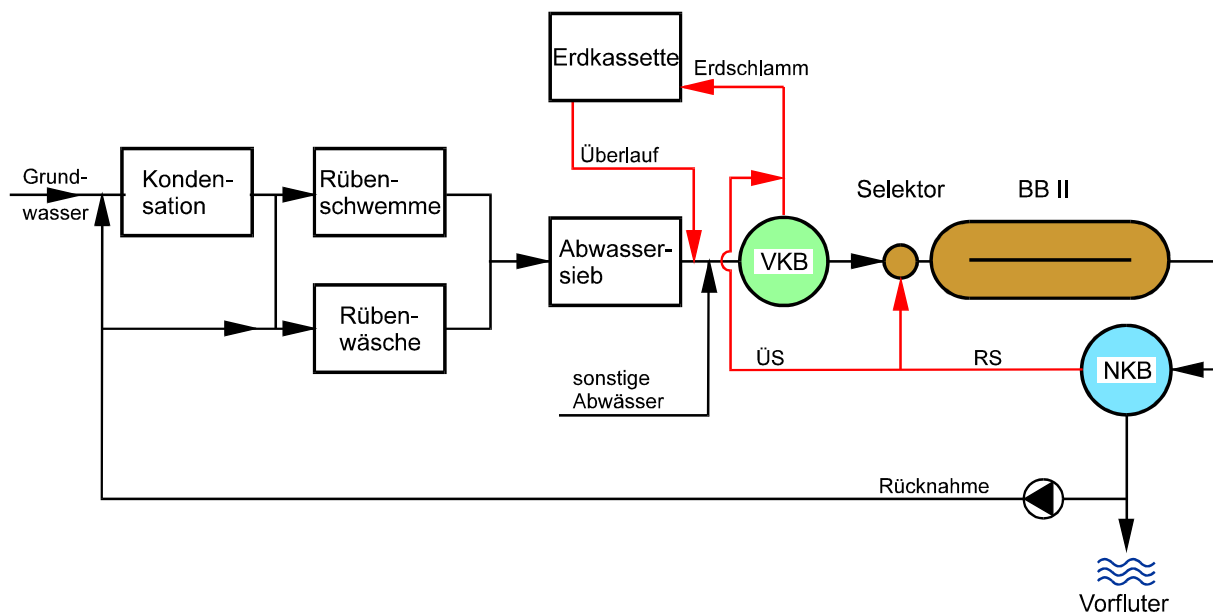 Erdkassette
Erdschlamm
Überlauf
Grund-
wasser
Konden-
sation
Rüben-
schwemme
Rüben-
wäsche
Abwasser-
sieb
sonstige
Abwässer
VKB
Selektor
BB II
ÜS
RS
NKB
Rücknahme
Vorfluter